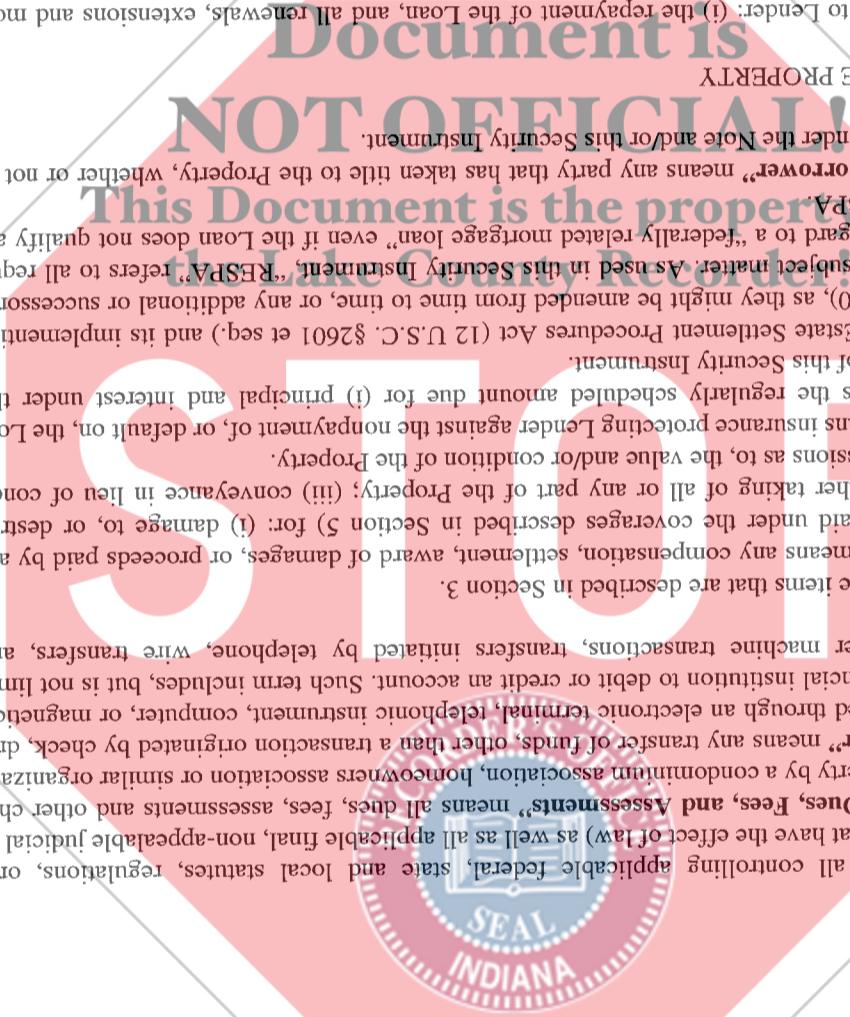 all controlling applicable federal, state and local statutes, regulations, or
at have the effect of law) as well as all applicable final, non-appealable judicial
Dues, Fees, and Assessments” means all dues, fees, assessments and other ch
erty by a condominium association, homeowners association or similar organiza
r” means any transfer of funds, other than a transaction originated by check, dr
ed through an electronic terminal, telephonic instrument, computer, or magnetic
ncial institution to debit or credit an account. Such term includes, but is not lim
er machine transactions, transfers initiated by telephone, wire transfers, a
e items that are described in Section 3.
means any compensation, settlement, award of damages, or proceeds paid by a
aid under the coverages described in Section 5) for: (i) damage to, or destr
her taking of all or any part of the Property; (iii) conveyance in lieu of con
ssions as to, the value and/or condition of the Property.
ns insurance protecting Lender against the nonpayment of, or default on, the Lo
s the regularly scheduled amount due for (i) principal and interest under th
of this Security Instrument.
Estate Settlement Procedures Act (12 U.S.C. §2601 et seq.) and its implementi
0), as they might be amended from time to time, or any additional or successor
subject matter. As used in this Security Instrument, “RESPA” refers to all requ
gard to a “federally related mortgage loan” even if the Loan does not qualify a
SPA.
orrower” means any party that has taken title to the Property, whether or not
nder the Note and/or this Security Instrument.
E PROPERTY
to Lender: (i) the repayment of the Loan, and all renewals, extensions and mo
Document is
NOT OFFICIAL!
This Document is the propert
the Lake County Recorder!
STOP
RECORDER'S OFFICE
SEAL
INDIANA